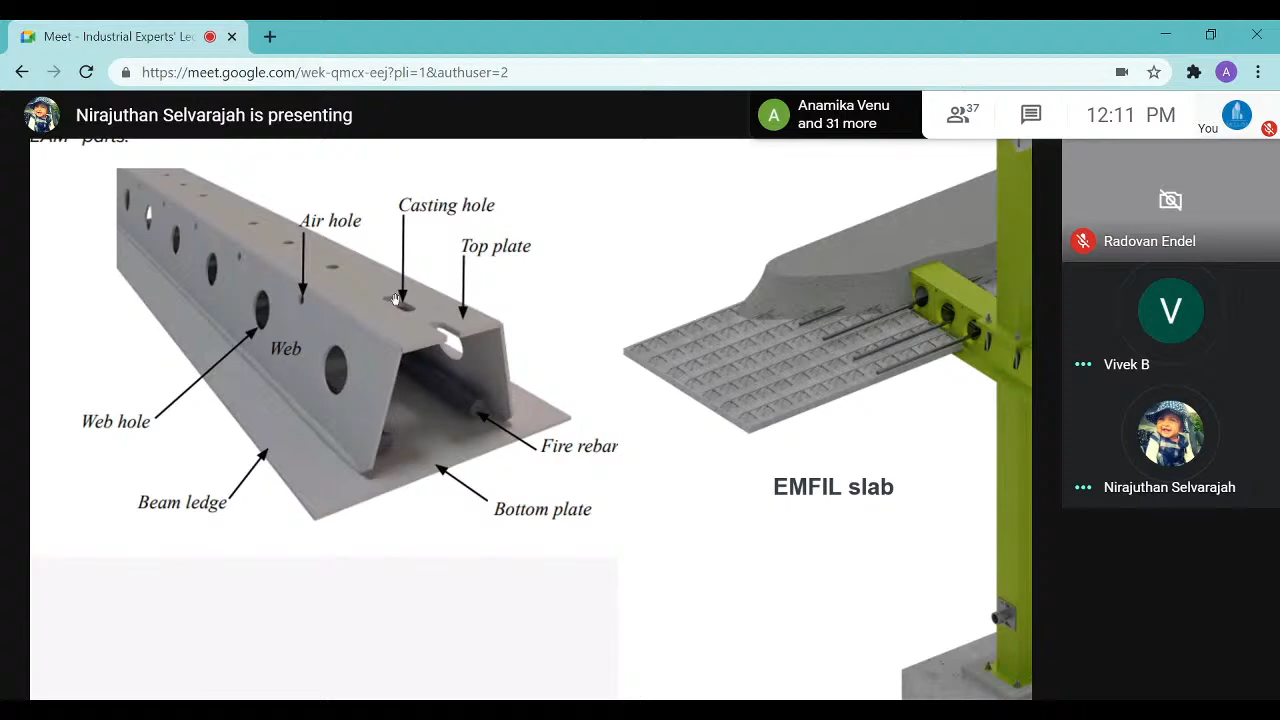 Meet - Industrial Experts' Le
https://meet.google.com/wek-qmcx-eej?pli=1&authuser=2
A
Nirajuthan Selvarajah is presenting
A
Anamika Venu
and 31 more
37
12:11 PM
You
parts.
Casting hole
Air hole
Top plate
Web
Web hole
Fire rebar
Beam ledge
Bottom plate
EMFIL slab
Radovan Endel
V
Vivek B
Nirajuthan Selvarajah